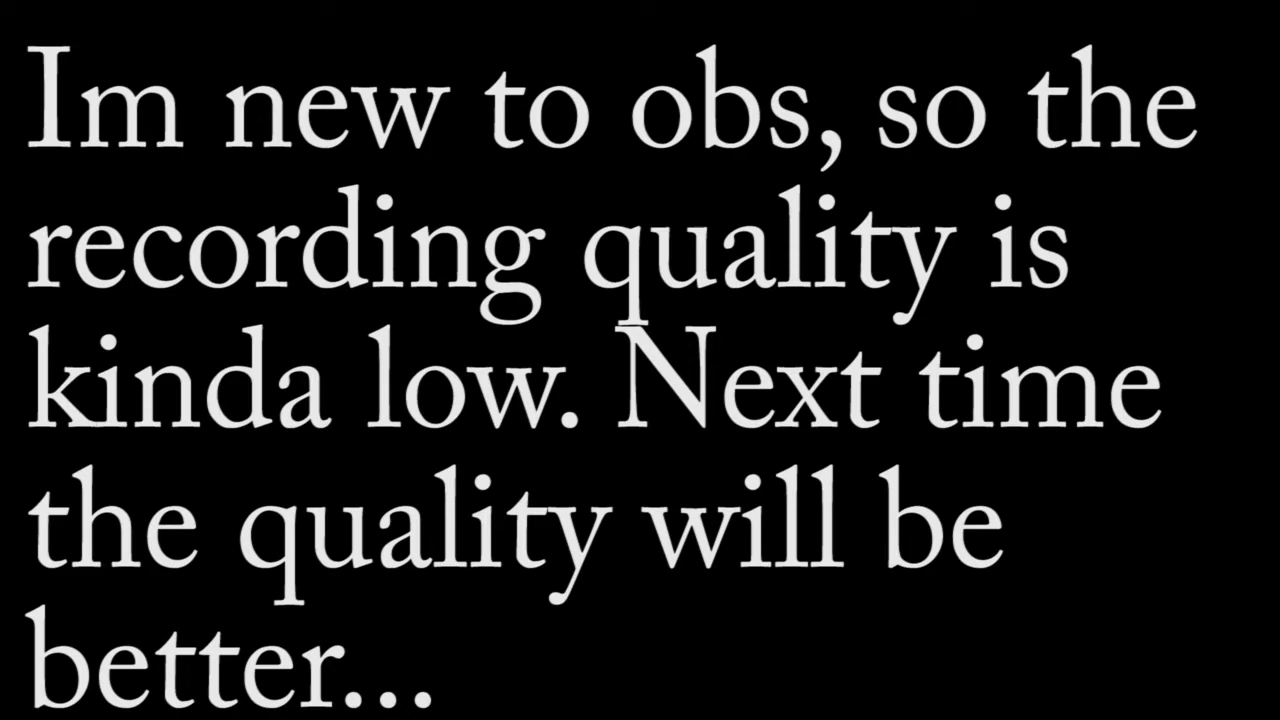 Im new to obs, so the
recording quality is
kinda low. Next time
the quality will be
better...